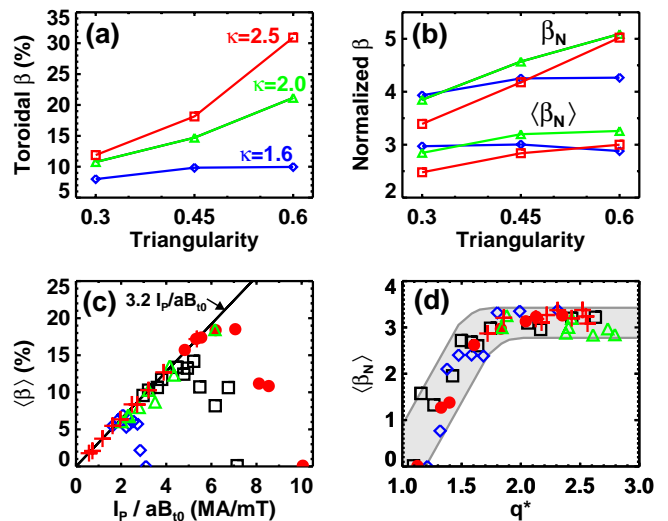 (a)
κ=2.5
κ=2.0
κ=1.6
Toroidal β (%)
35
30
25
20
15
10
5
0.3 0.45 0.6
Triangularity
(b)
β_N
⟨β_N⟩
Normalized β
6
5
4
3
2
0.3 0.45 0.6
Triangularity
(c)
3.2 I_P/aB_t0
⟨β⟩ (%)
25
20
15
10
5
0
0 2 4 6 8 10
I_P / aB_t0 (MA/mT)
(d)
⟨β_N⟩
4
3
2
1
0
1.0 1.5 2.0 2.5 3.0
q*